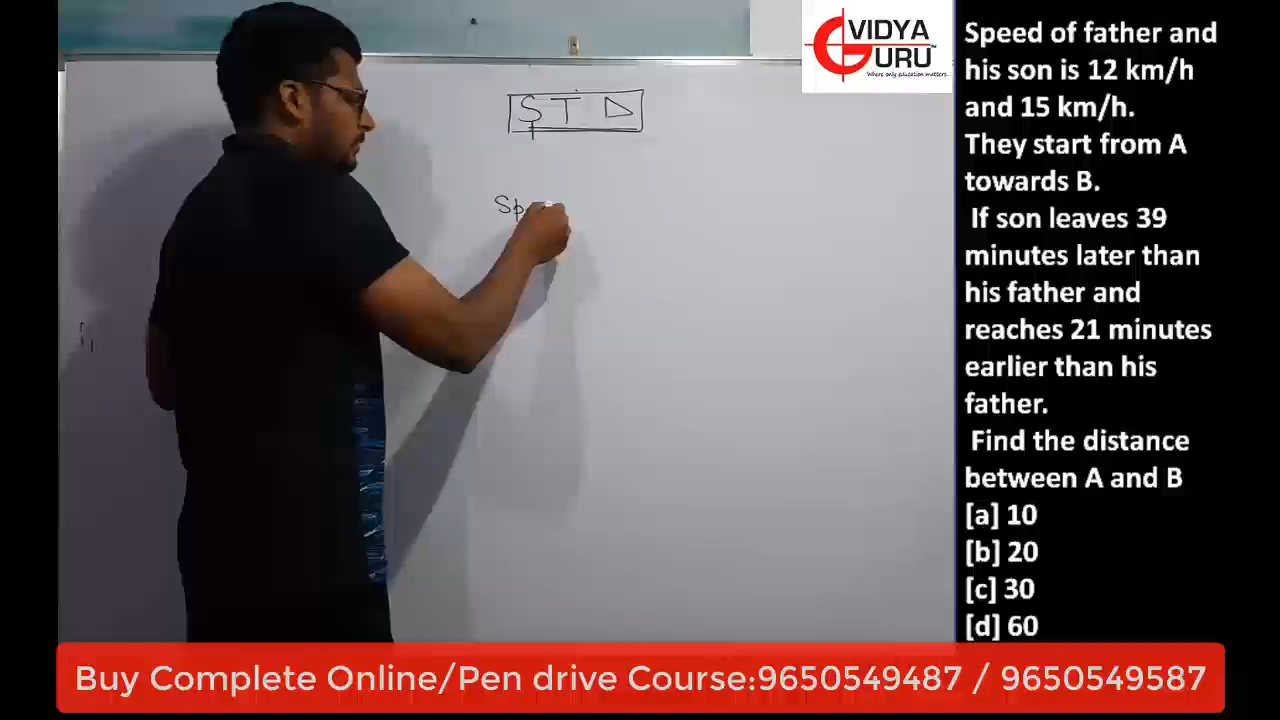 VIDYA
GURU
Where only education matters...
S T D
Sp
Speed of father and
his son is 12 km/h
and 15 km/h.
They start from A
towards B.
If son leaves 39
minutes later than
his father and
reaches 21 minutes
earlier than his
father.
Find the distance
between A and B
[a] 10
[b] 20
[c] 30
[d] 60
Buy Complete Online/Pen drive Course:9650549487 / 9650549587